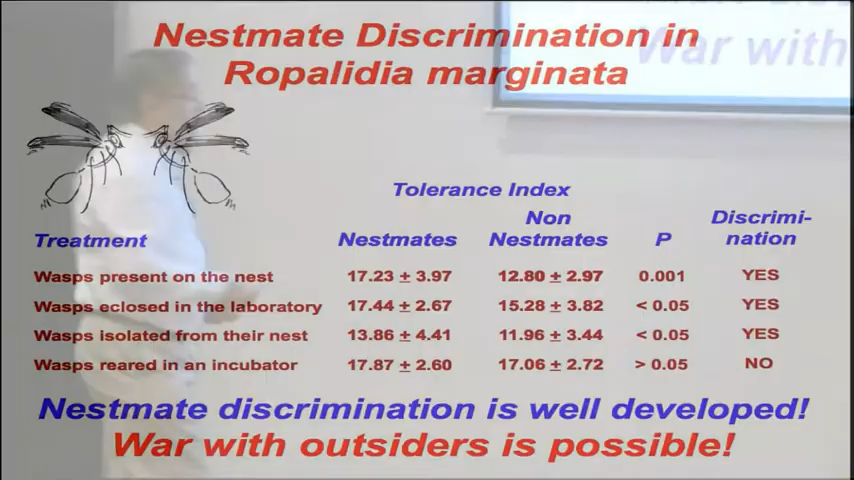 Nestmate Discrimination in
Ropalidia marginata
War with
Tolerance Index
Treatment Nestmates Non Nestmates P Discrimi-nation
Wasps present on the nest 17.23 ± 3.97 12.80 ± 2.97 0.001 YES
Wasps eclosed in the laboratory 17.44 ± 2.67 15.28 ± 3.82 < 0.05 YES
Wasps isolated from their nest 13.86 ± 4.41 11.96 ± 3.44 < 0.05 YES
Wasps reared in an incubator 17.87 ± 2.60 17.06 ± 2.72 > 0.05 NO
Nestmate discrimination is well developed!
War with outsiders is possible!